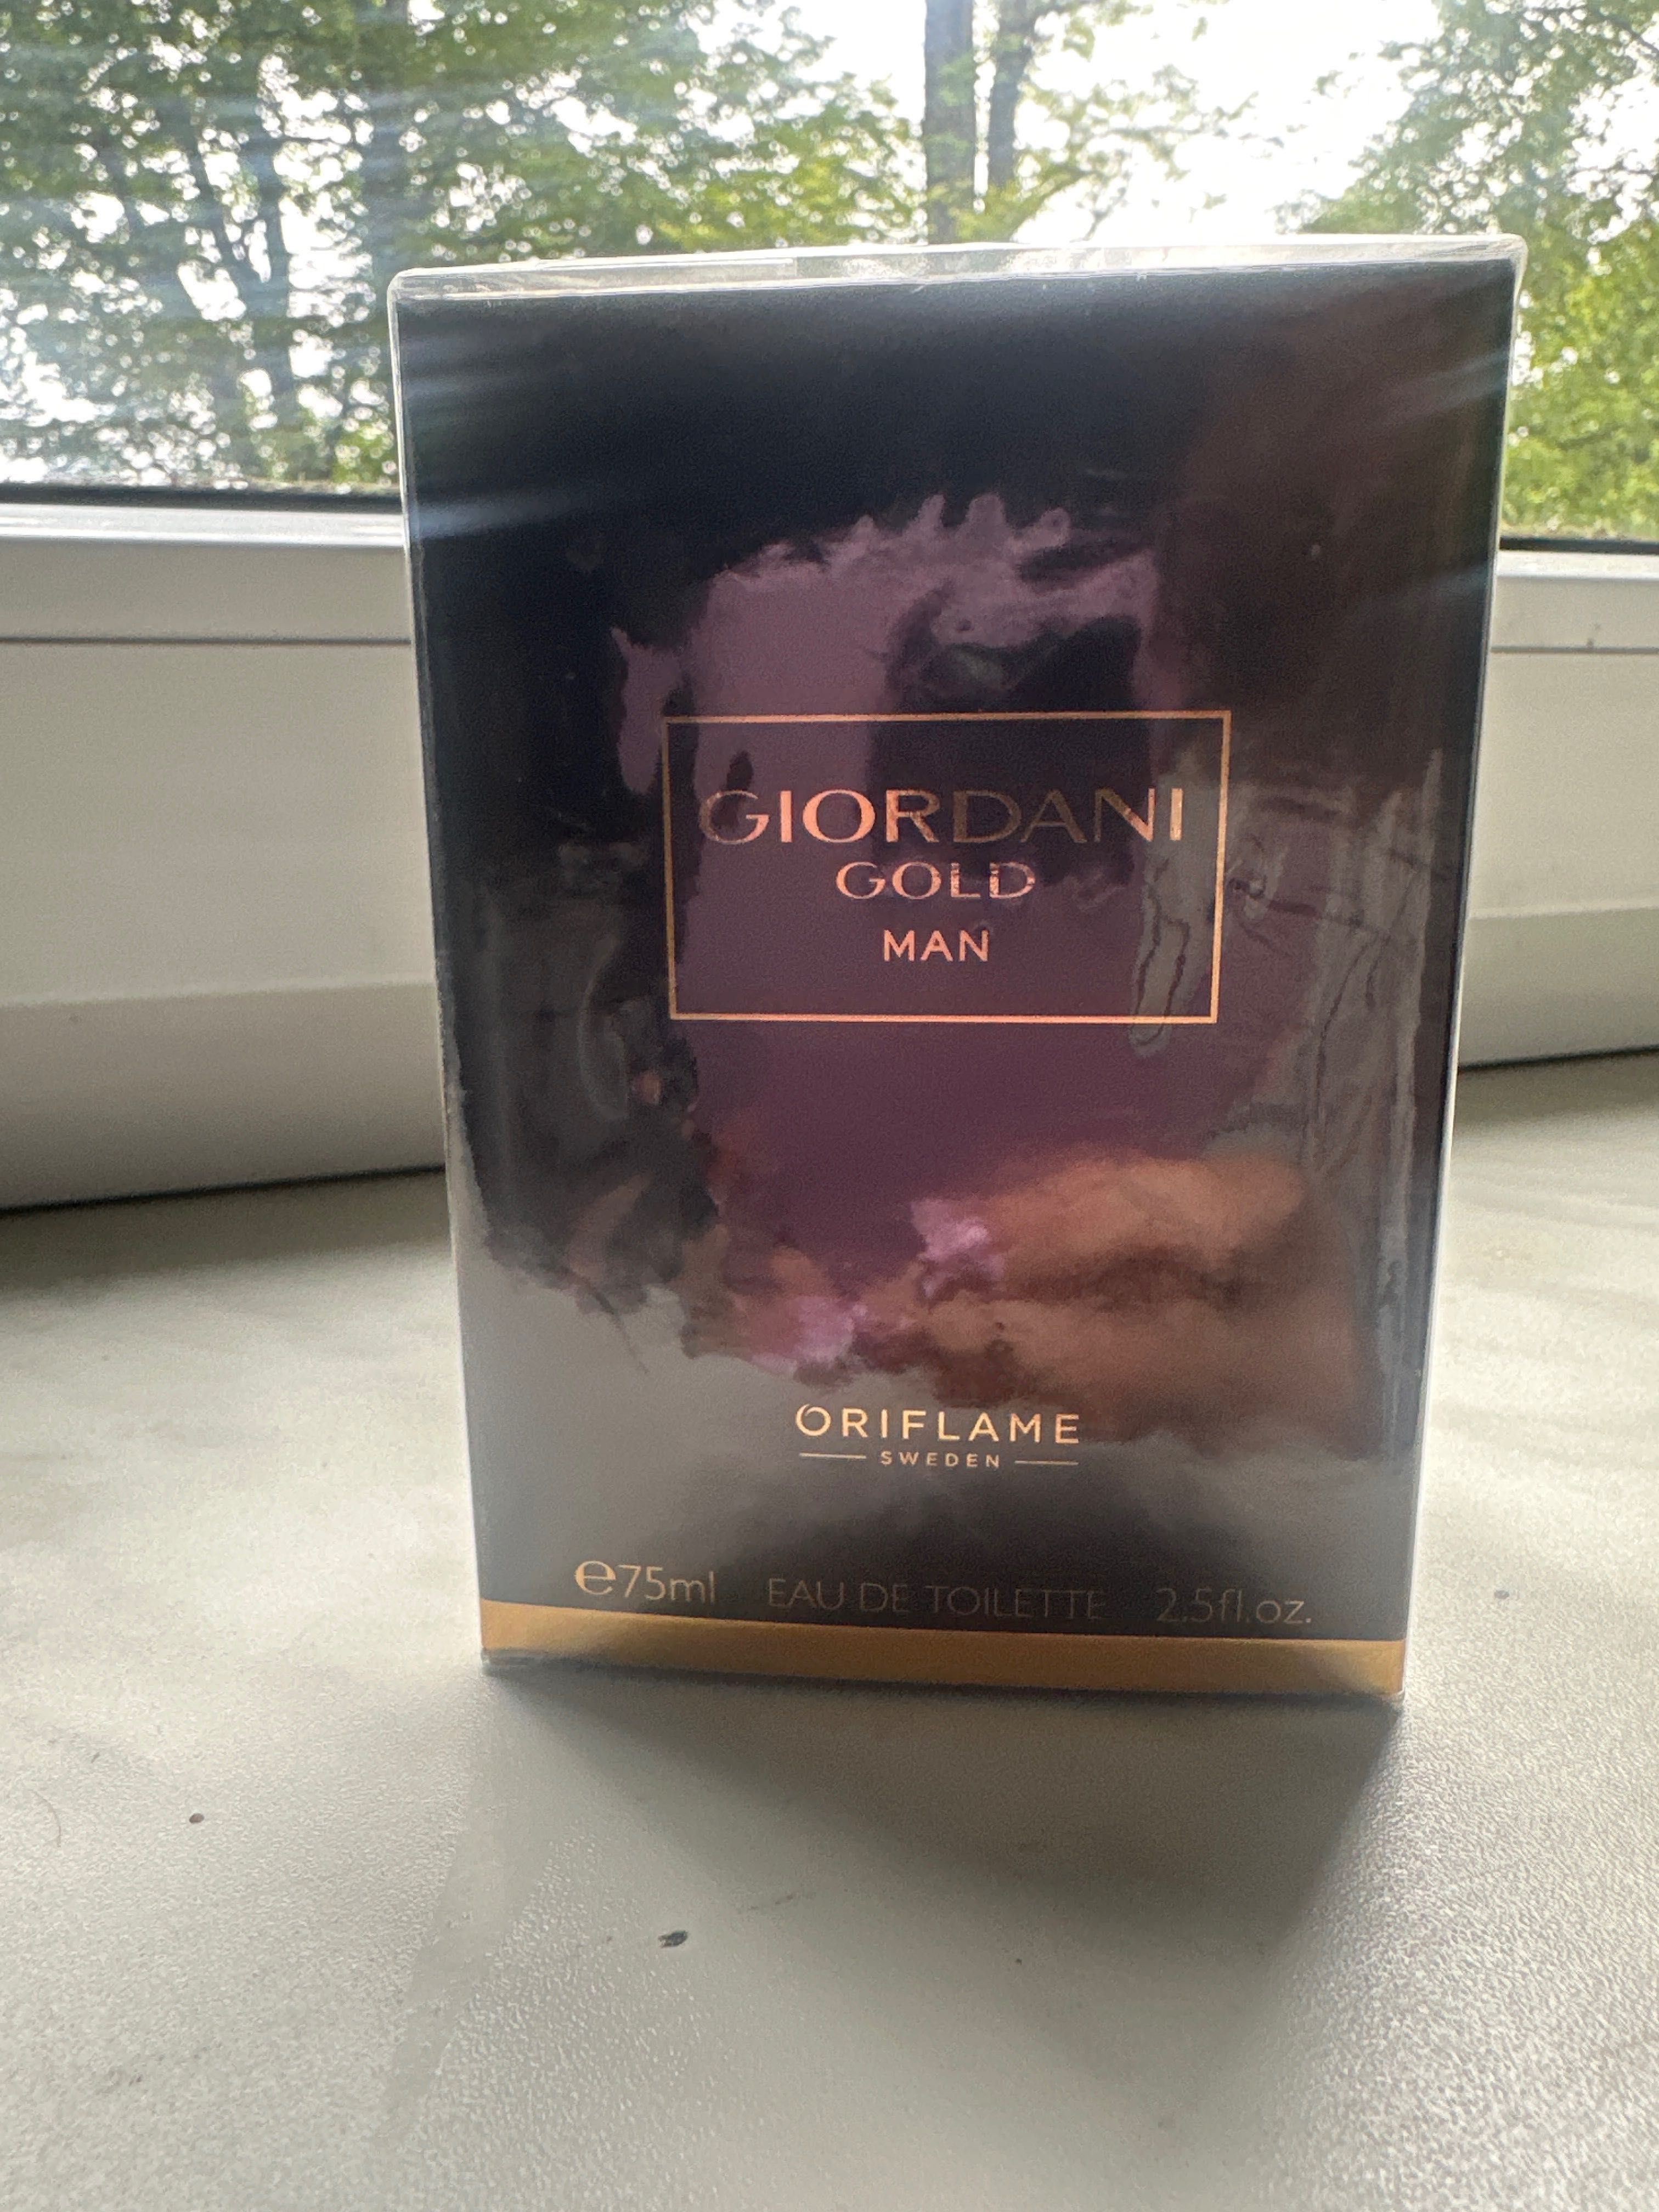 GIORDANI
GOLD
MAN
ORIFLAME
SWEDEN
℮75ml EAU DE TOILETTE 2.5fl.oz.